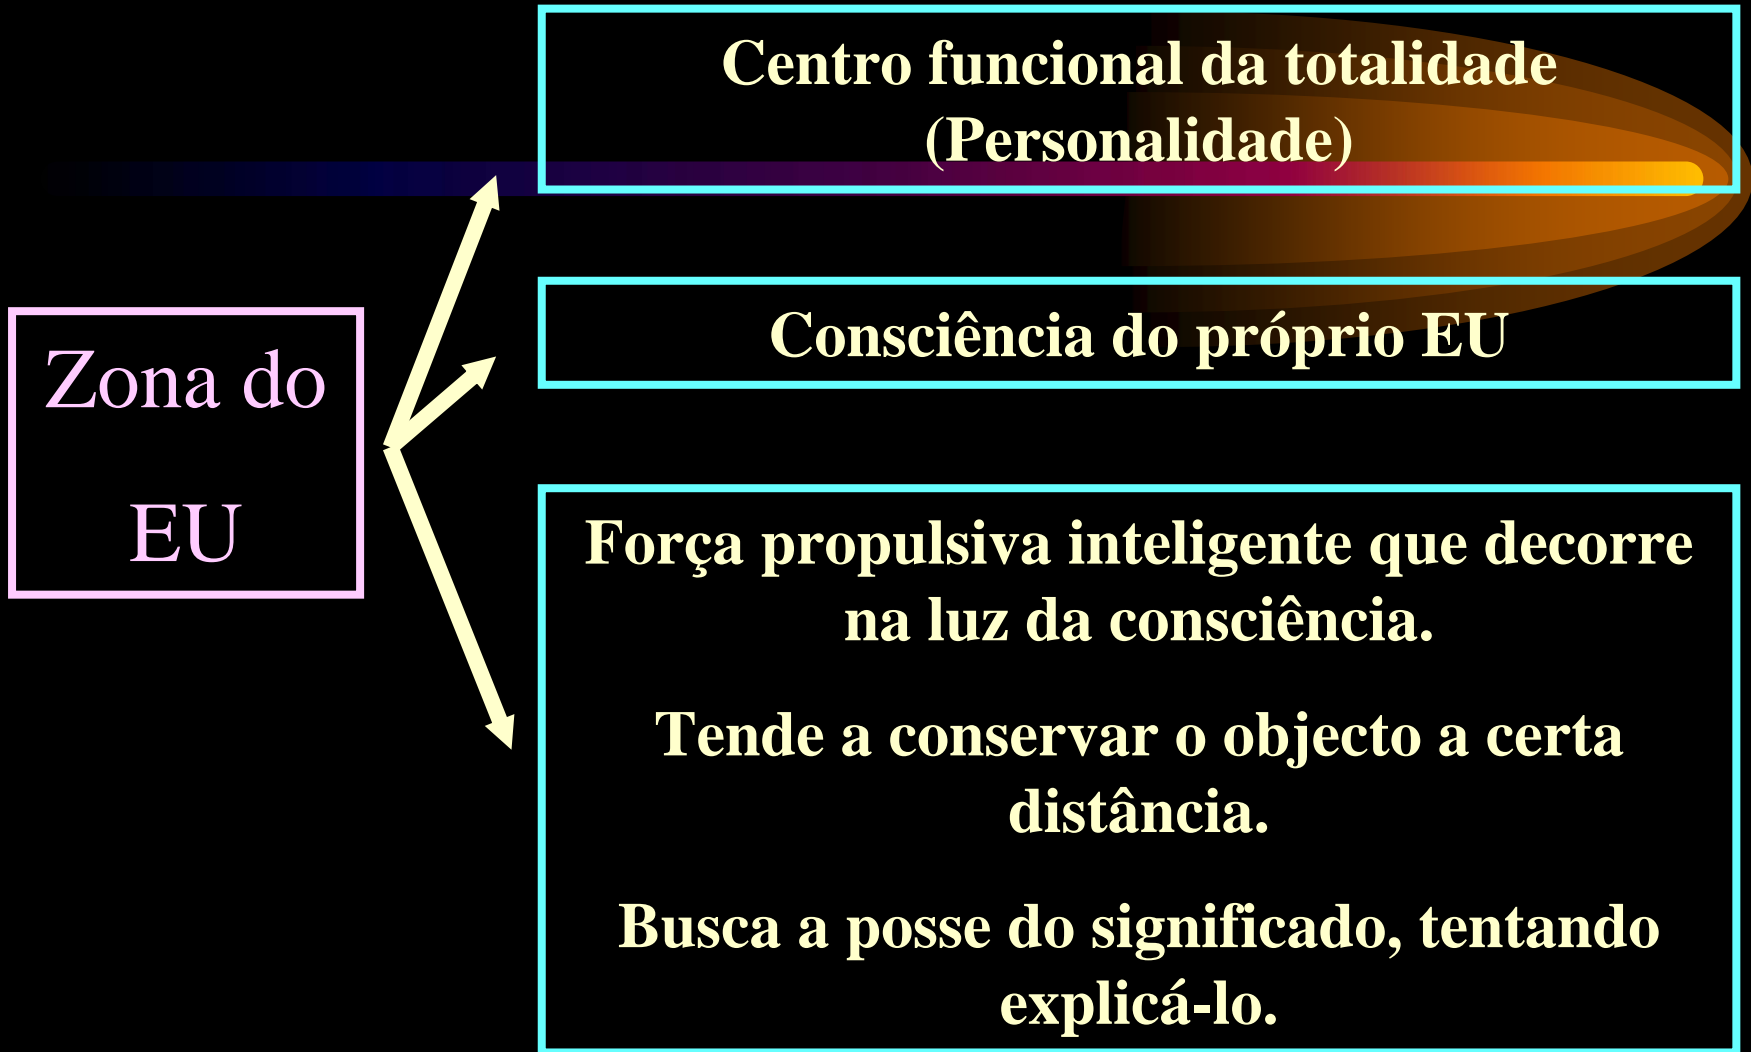 Centro funcional da totalidade
(Personalidade)
Zona do
EU
Consciência do próprio EU
Força propulsiva inteligente que decorre
na luz da consciência.
Tende a conservar o objecto a certa
distância.
Busca a posse do significado, tentando
explicá-lo.